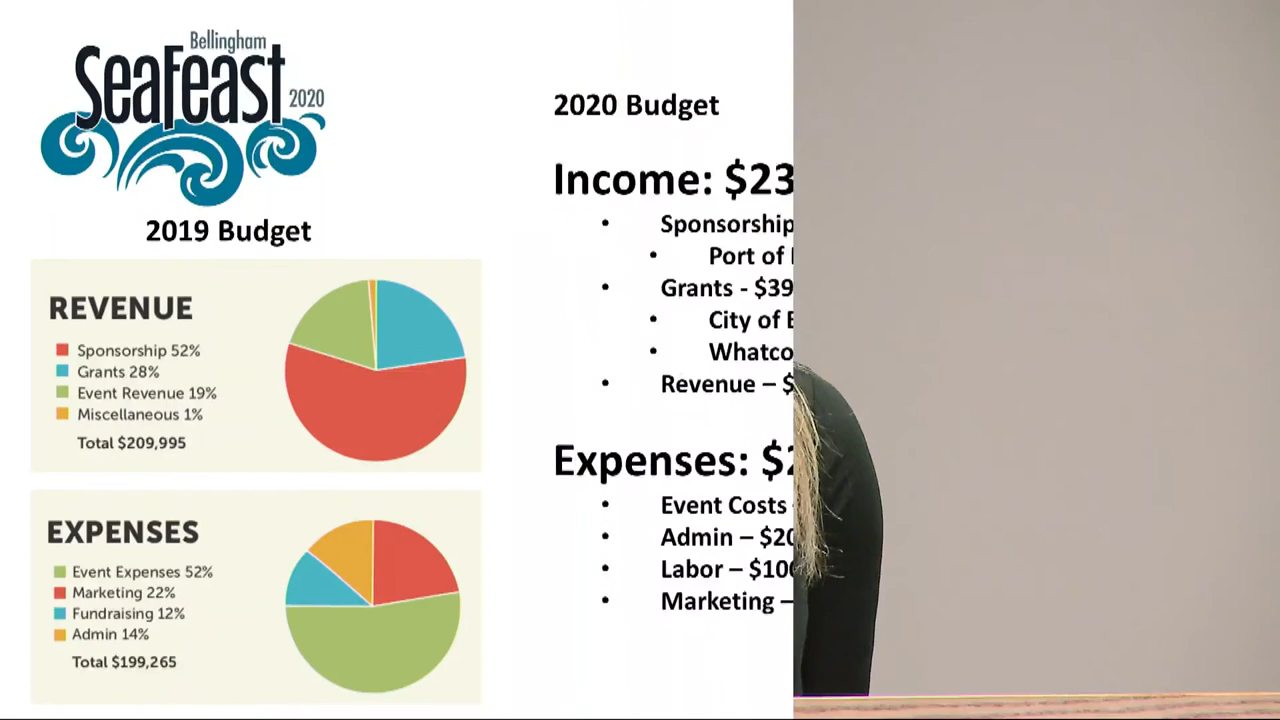 Bellingham
SeaFeast
2020
2019 Budget
REVENUE
Sponsorship 52%
Grants 28%
Event Revenue 19%
Miscellaneous 1%
Total $209,995
EXPENSES
Event Expenses 52%
Marketing 22%
Fundraising 12%
Admin 14%
Total $199,265
2020 Budget
Income: $23
• Sponsorship
• Port of
• Grants - $39
• City of
• Whatco
• Revenue – $
Expenses: $2
• Event Costs
• Admin – $20
• Labor – $100
• Marketing –